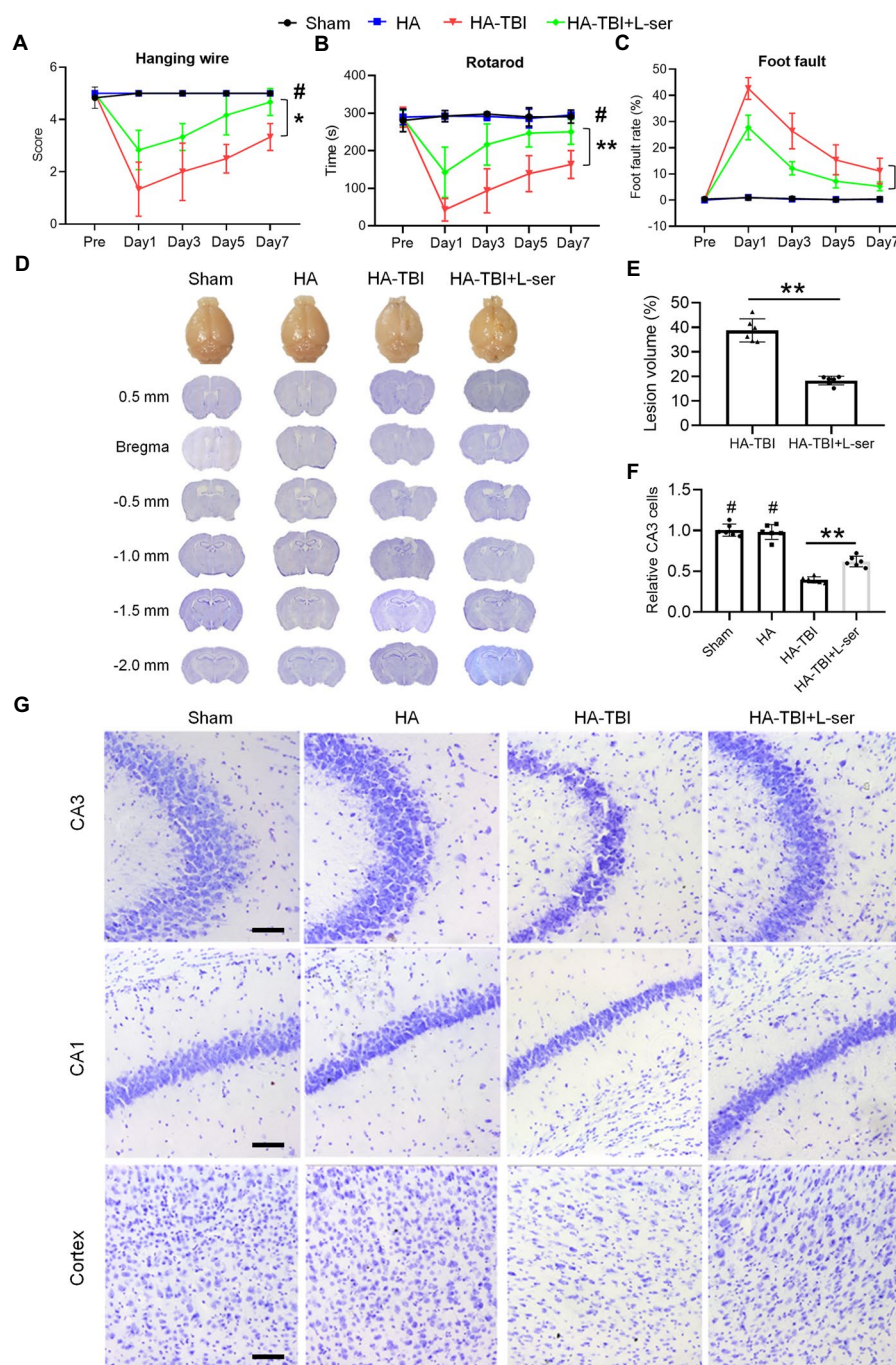 Sham HA HA-TBI HA-TBI+L-ser
A B C
Hanging wire
6
4
2
0
Score
Pre Day1 Day3 Day5 Day7
#
*
Rotarod
400
300
200
100
0
Time (s)
Pre Day1 Day3 Day5 Day7
#
**
Foot fault
50
40
30
20
10
0
-10
Foot fault rate (%)
Pre Day1 Day3 Day5 Day7
D
Sham HA HA-TBI HA-TBI+L-ser
0.5 mm
Bregma
-0.5 mm
-1.0 mm
-1.5 mm
-2.0 mm
E
**
50
40
30
20
10
0
Lesion volume (%)
HA-TBI HA-TBI+L-ser
F
# # **
1.5
1.0
0.5
0.0
Relative CA3 cells
Sham
HA
HA-TBI
HA-TBI+L-ser
G
Sham HA HA-TBI HA-TBI+L-ser
CA3
CA1
Cortex